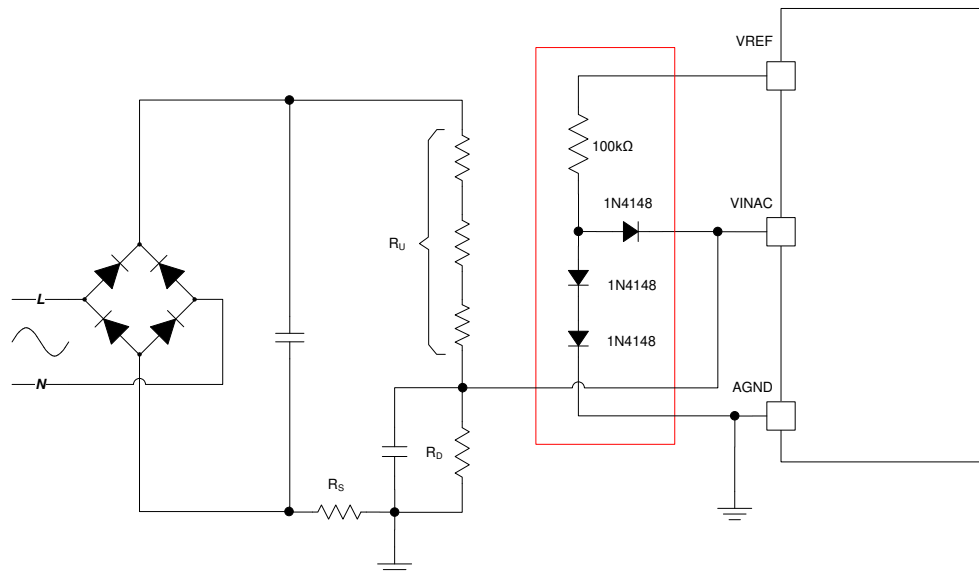 VREF
100kΩ
VINAC
1N4148
RU
L
1N4148
1N4148
N
AGND
RD
RS